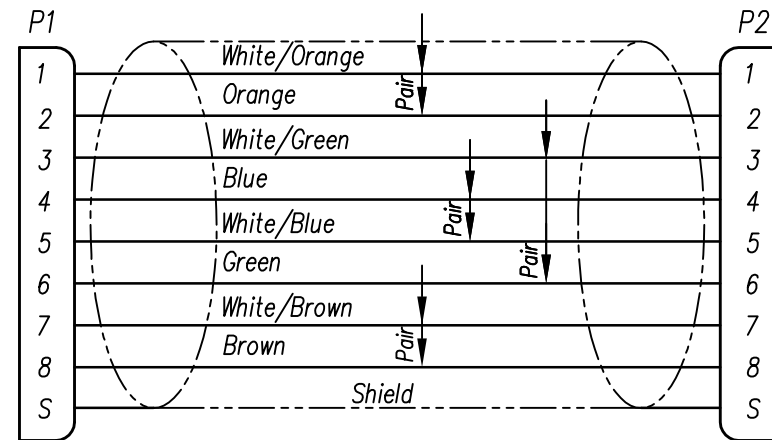 P1 P2
White/Orange
1 1
Orange Pair
2 2
White/Green
3 3
Blue
4 4
White/Blue Pair
5 5
Green Pair
6 6
White/Brown
7 7
Brown Pair
8 8
Shield
S S